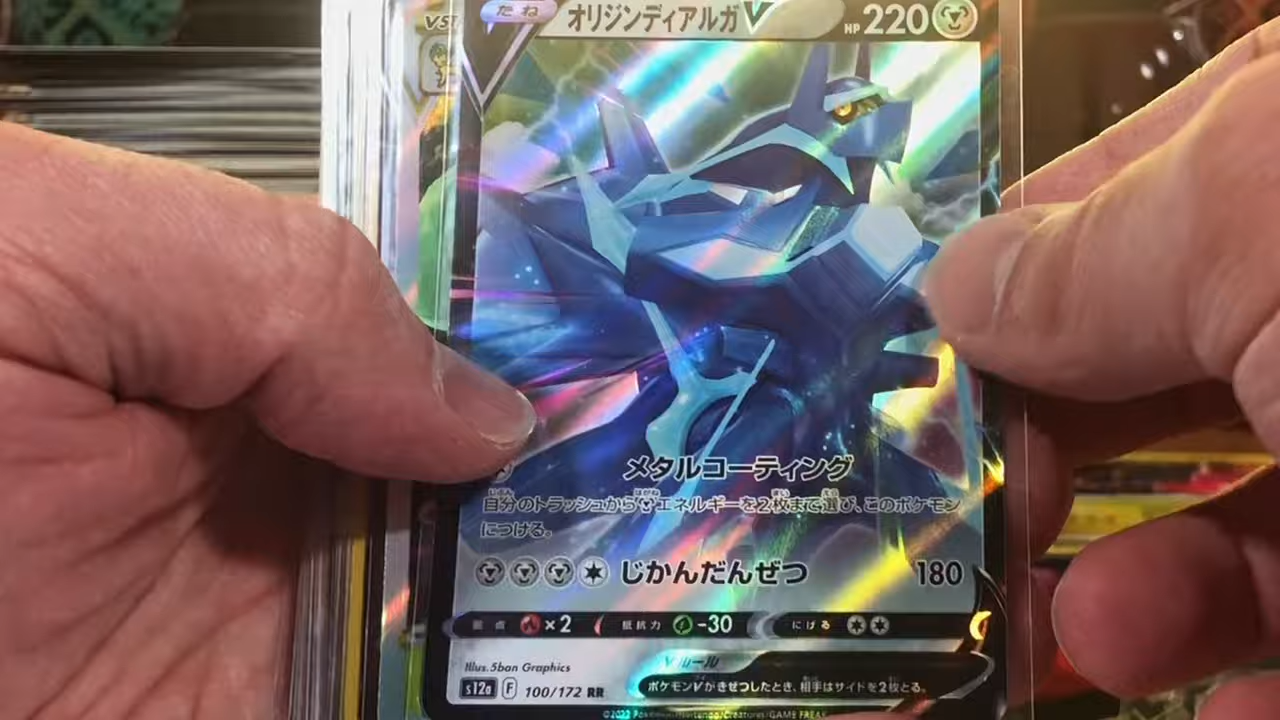 VST
たね オリジンディアルガV HP 220
メタルコーティング
自分のトラッシュからエネルギーを2枚まで選び、このポケモン
につける。
じかんだんぜつ 180
弱点 ×2 抵抗力 -30 にげる
Illus.5ban Graphics
Vルール
s12a F 100/172 RR
ポケモンVがきぜつしたとき、相手はサイドを2枚とる。
©2022 Pokémon/Nintendo/Creatures/GAME FREAK